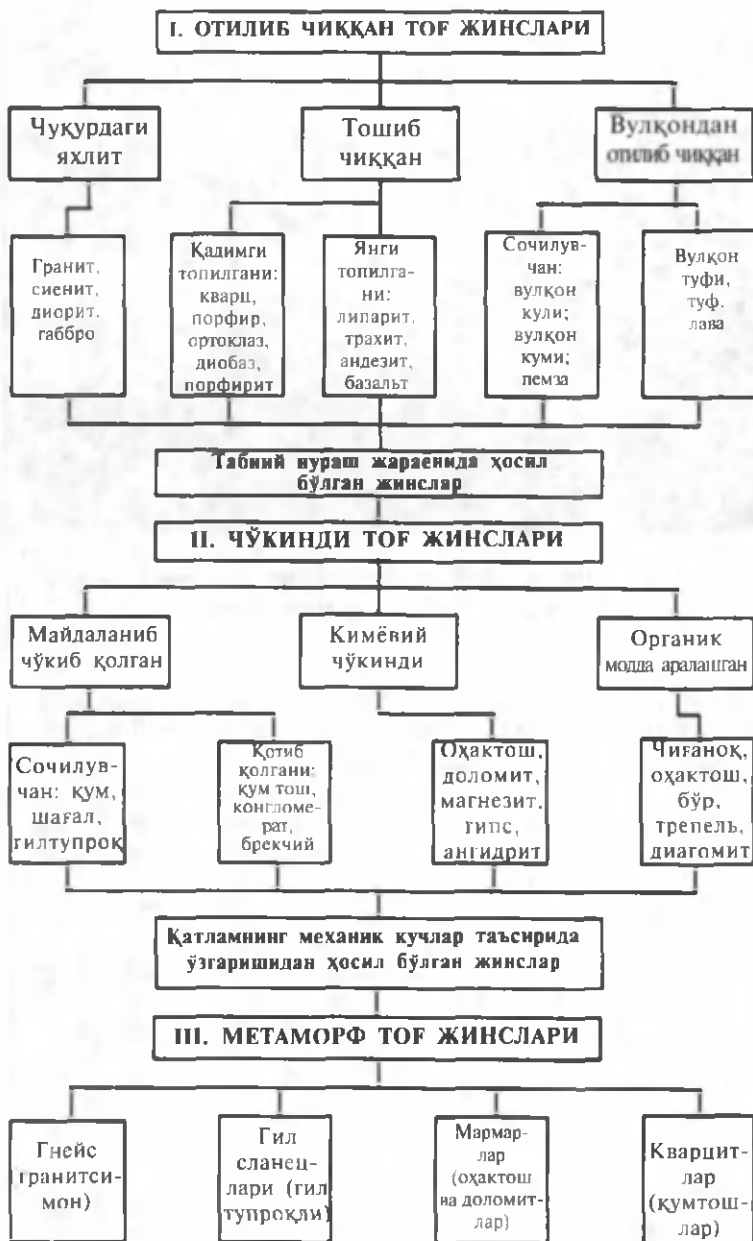 I. ОТИЛИБ ЧИҚҚАН ТОҒ ЖИНСЛАРИ
Чуқурдаги
яхлит
Тошиб
чиққан
Вулқондан
отилиб чиққан
Гранит,
сиенит,
диорит,
габбро
Қадимги
топилгани:
кварц,
порфир,
ортоклаз,
диобаз,
порфирит
Янги
топилга-
ни:
липарит,
трахит,
андезит,
базальт
Сочилув-
чан:
вулқон
кули;
вулқон
куми;
пемза
Вулқон
туфи,
туф.
лава
Табиий нураш жараенида ҳосил
бўлган жинслар
II. ЧЎКИНДИ ТОҒ ЖИНСЛАРИ
Майдаланиб
чўкиб қолган
Кимёвий
чўкинди
Органик
модда аралашган
Сочилув-
чан: қум,
шағал,
гилтупроқ
Қотиб
қолгани;
қум тош,
конгломе-
рат,
брекчий
Оҳактош,
доломит,
магнезит,
гипс,
ангидрит
Чиғаноқ,
оҳактош,
бўр,
трепель,
диагомит
Қатламнинг механик кучлар таъсирида
ўзгаришидан ҳосил бўлган жинслар
III. МЕТАМОРФ ТОҒ ЖИНСЛАРИ
Гнейс
(гранитси-
мон)
Гил
сланец-
лари (гил
тупроқли)
Мармар-
лар
(оҳактош
ва доломит-
лар)
Кварцит-
лар
(қумтош-
лар)